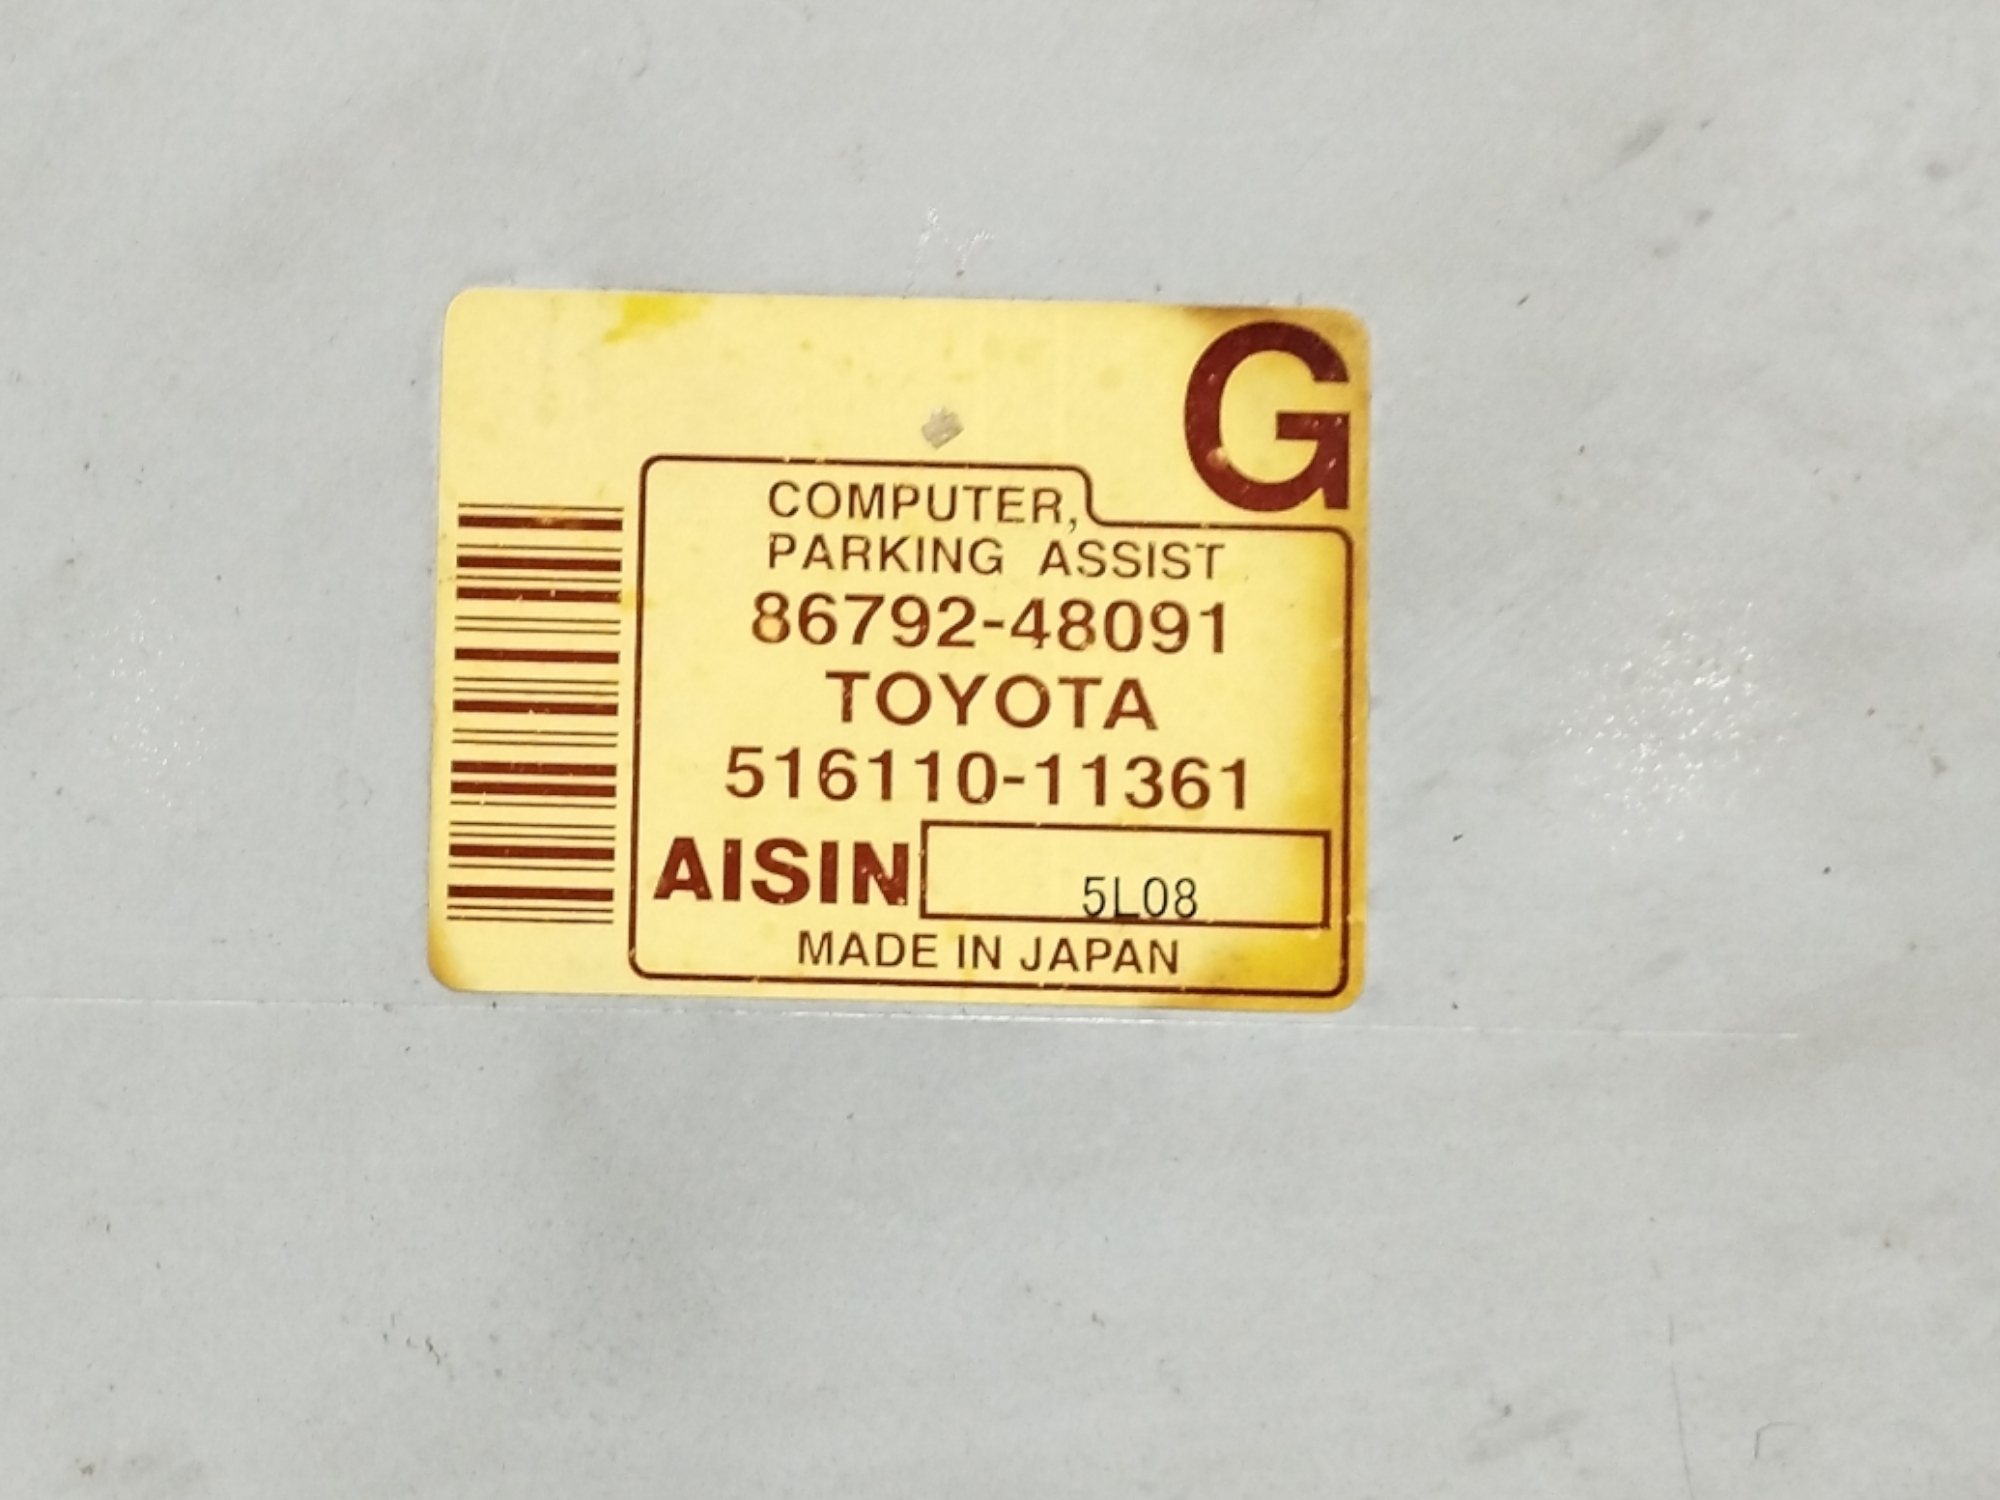 G
COMPUTER,
PARKING ASSIST
86792-48091
TOYOTA
516110-11361
AISIN 5L08
MADE IN JAPAN